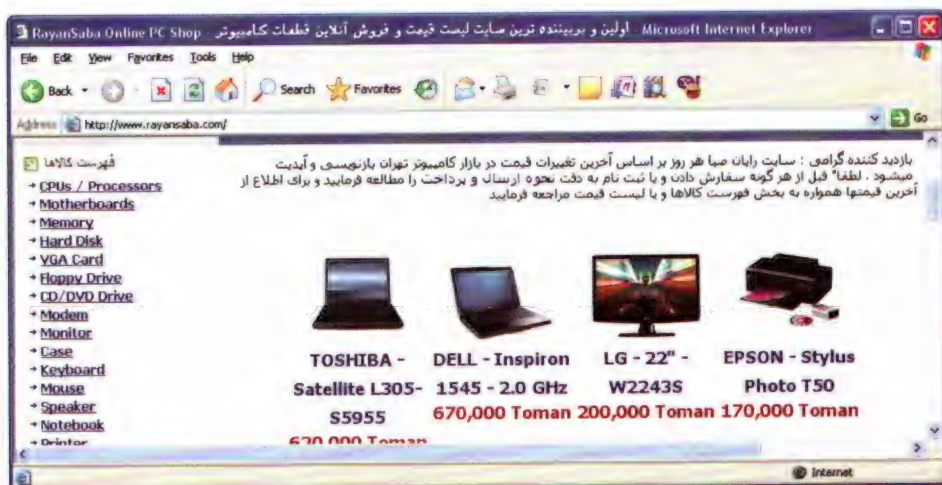 RayanSaba Online PC Shop - اولین و پربیننده ترین سایت لیست قیمت و فروش آنلاین قطعات کامپیوتر - Microsoft Internet Explorer
File Edit View Favorites Tools Help
Back Search Favorites
Address http://www.rayansaba.com/ Go
فهرست کالاها
CPUs / Processors
Motherboards
Memory
Hard Disk
VGA Card
Floppy Drive
CD/DVD Drive
Modem
Monitor
Case
Keyboard
Mouse
Speaker
Notebook
Printer
بازدید کننده گرامی : سایت رایان صبا هر روز بر اساس آخرین تغییرات قیمت در بازار کامپیوتر تهران بازنویسی و آپدیت
میشود . لطفا" قبل از هر گونه سفارش دادن و یا ثبت نام به دقت نحوه ارسال و پرداخت را مطالعه فرمایید و برای اطلاع از
آخرین قیمتها همواره به بخش فهرست کالاها و یا لیست قیمت مراجعه فرمایید
TOSHIBA -
Satellite L305-
S5955
620,000 Toman
DELL - Inspiron
1545 - 2.0 GHz
670,000 Toman
LG - 22" -
W2243S
200,000 Toman
EPSON - Stylus
Photo T50
170,000 Toman
Internet